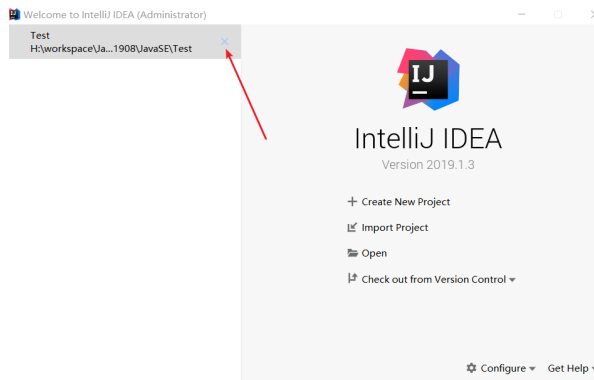 Welcome to IntelliJ IDEA (Administrator)
Test
H:\workspace\Ja...1908\JavaSE\Test
IJ
IntelliJ IDEA
Version 2019.1.3
Create New Project
Import Project
Open
Check out from Version Control
Configure Get Help